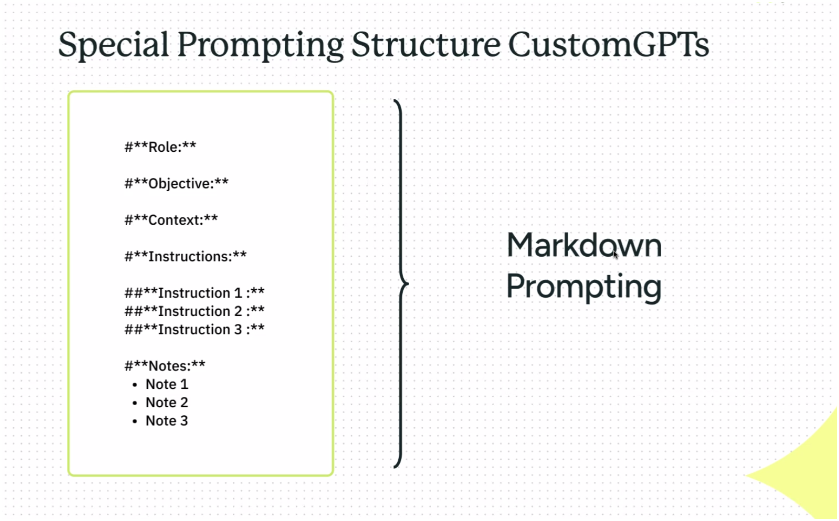 Special Prompting Structure CustomGPTs
#**Role:**
#**Objective:**
#**Context:**
#**Instructions:**
##**Instruction 1 :**
##**Instruction 2 :**
##**Instruction 3 :**
#**Notes:**
• Note 1
• Note 2
• Note 3
Markdown
Prompting